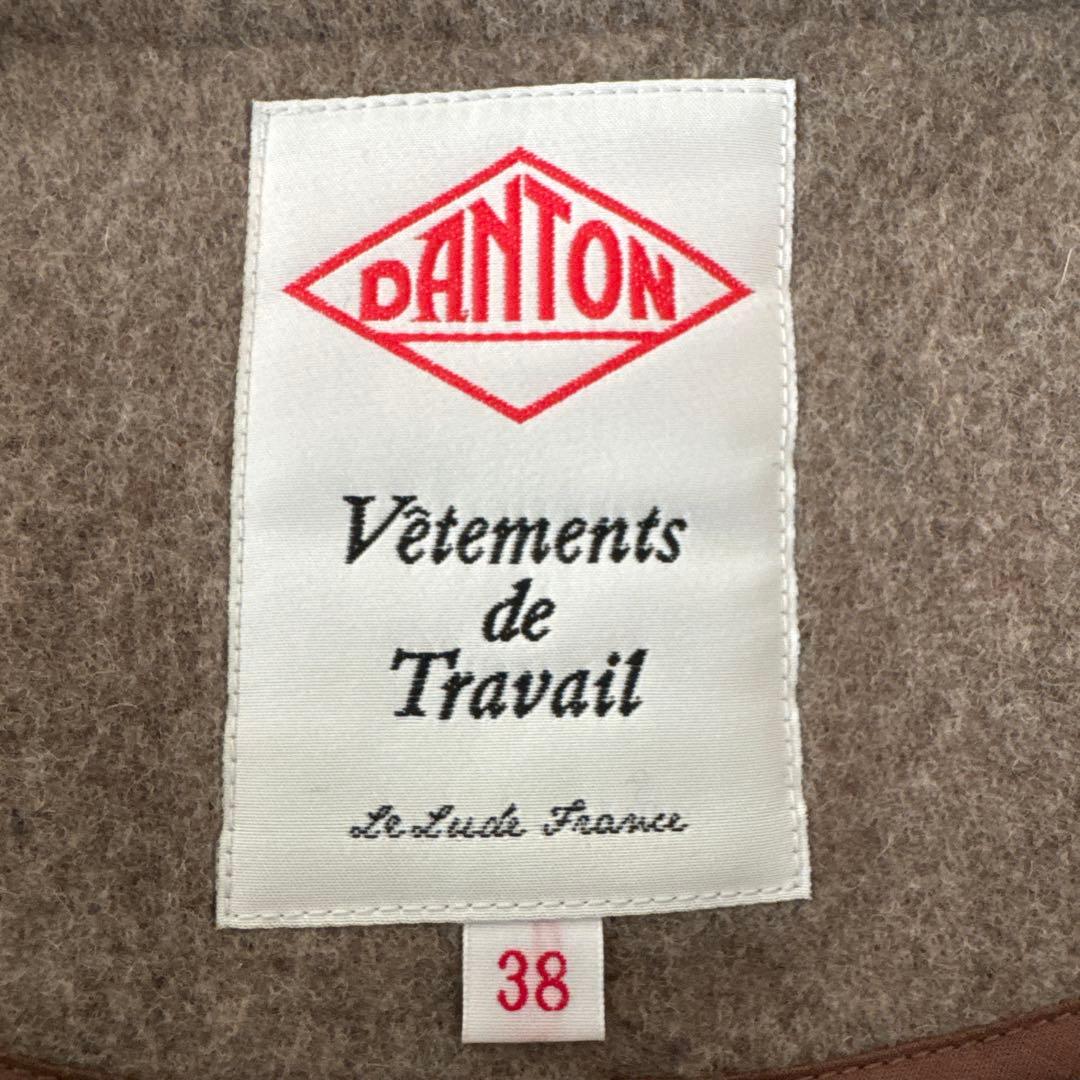 DANTON
Vêtements
de
Travail
Le Lude France
38